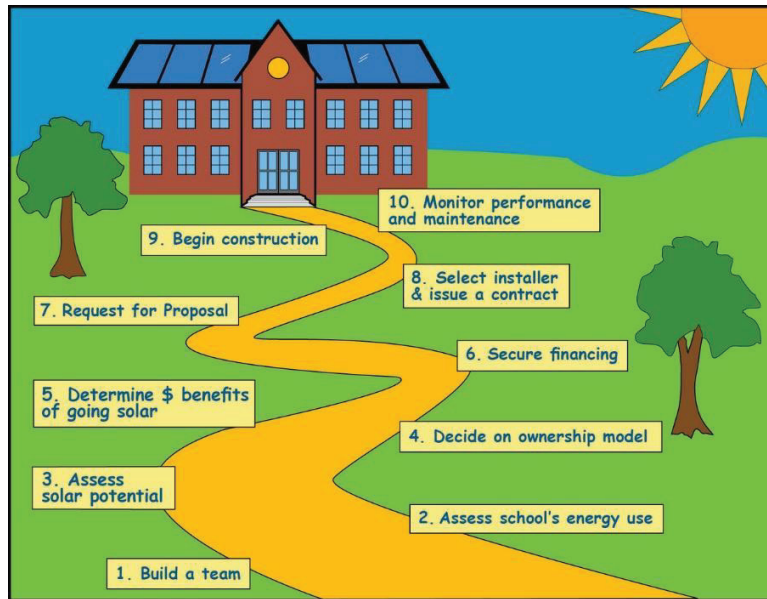 10. Monitor performance
and maintenance
9. Begin construction
8. Select installer
& issue a contract
7. Request for Proposal
6. Secure financing
5. Determine $ benefits
of going solar
4. Decide on ownership model
3. Assess
solar potential
2. Assess school's energy use
1. Build a team